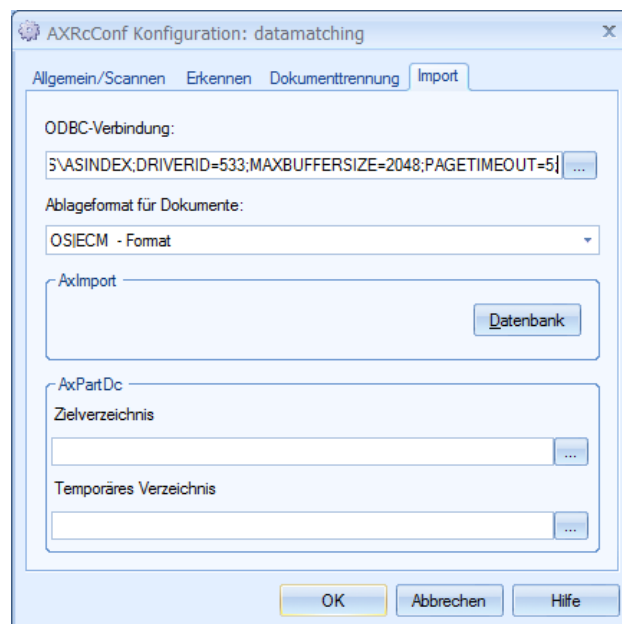 AXRcConf Konfiguration: datamatching
Allgemein/Scannen Erkennen Dokumenttrennung Import
ODBC-Verbindung:
S\ASINDEX;DRIVERID=533;MAXBUFFERSIZE=2048;PAGETIMEOUT=5; ...
Ablageformat für Dokumente:
OS|ECM - Format
AxImport
Datenbank
AxPartDc
Zielverzeichnis
...
Temporäres Verzeichnis
...
OK Abbrechen Hilfe